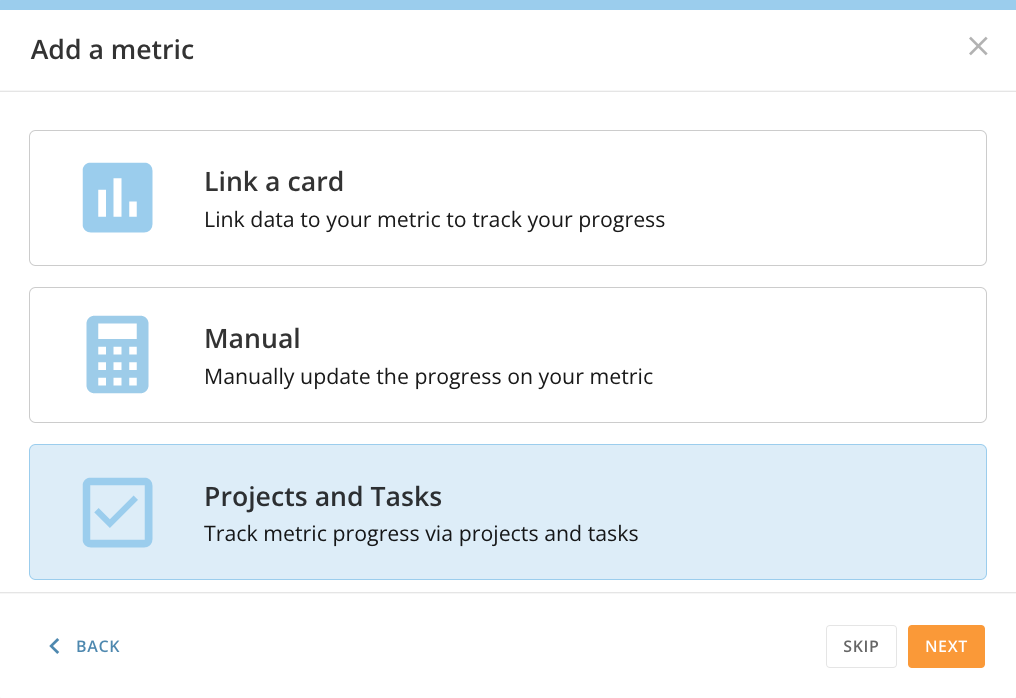 Add a metric
Link a card
Link data to your metric to track your progress
Manual
Manually update the progress on your metric
Projects and Tasks
Track metric progress via projects and tasks
BACK
SKIP
NEXT